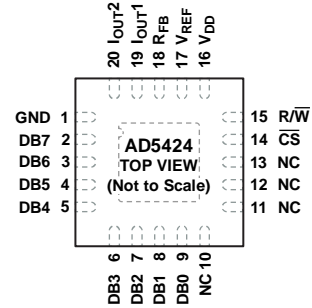 20 IOUT2
19 IOUT1
18 RFB
17 VREF
16 VDD
GND 1
DB7 2
DB6 3
DB5 4
DB4 5
AD5424
TOP VIEW
(Not to Scale)
15 R/W̅
14 C̅S̅
13 NC
12 NC
11 NC
DB3 6
DB2 7
DB1 8
DB0 9
NC 10